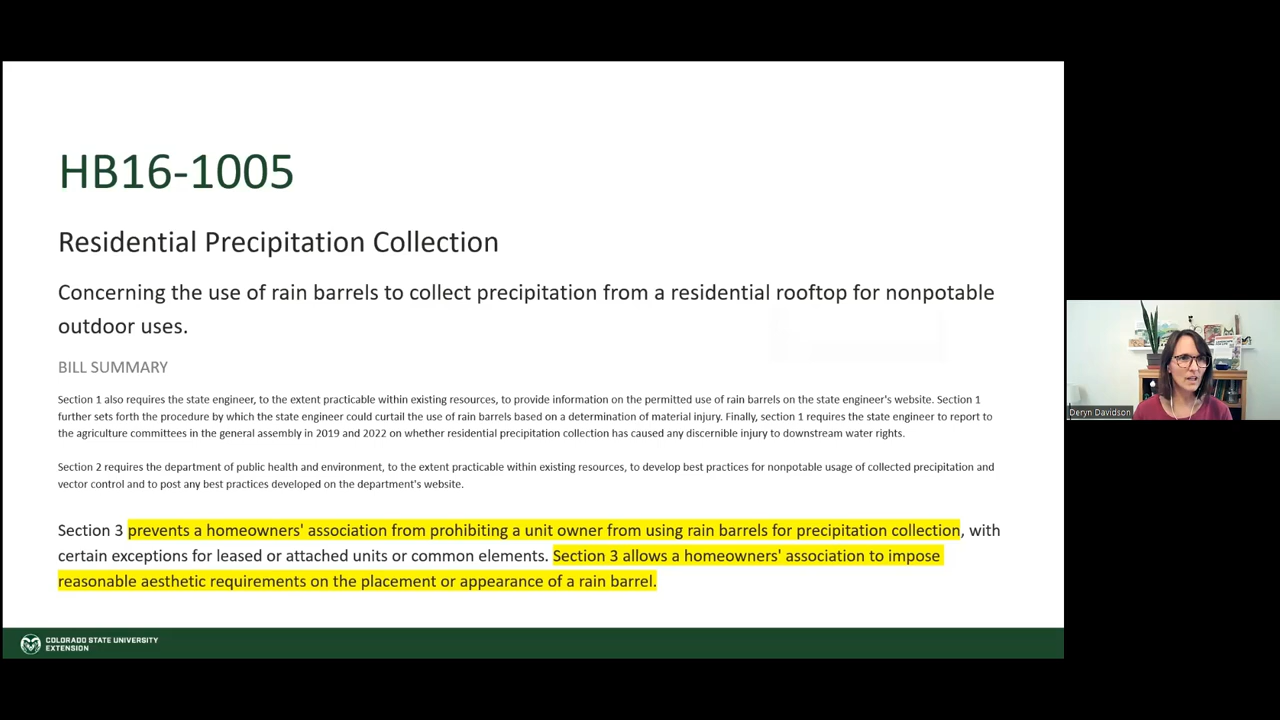 HB16-1005
Residential Precipitation Collection
Concerning the use of rain barrels to collect precipitation from a residential rooftop for nonpotable
outdoor uses.
BILL SUMMARY
Section 1 also requires the state engineer, to the extent practicable within existing resources, to provide information on the permitted use of rain barrels on the state engineer's website. Section 1
further sets forth the procedure by which the state engineer could curtail the use of rain barrels based on a determination of material injury. Finally, section 1 requires the state engineer to report to
the agriculture committees in the general assembly in 2019 and 2022 on whether residential precipitation collection has caused any discernible injury to downstream water rights.
Section 2 requires the department of public health and environment, to the extent practicable within existing resources, to develop best practices for nonpotable usage of collected precipitation and
vector control and to post any best practices developed on the department's website.
Section 3 prevents a homeowners' association from prohibiting a unit owner from using rain barrels for precipitation collection, with
certain exceptions for leased or attached units or common elements. Section 3 allows a homeowners' association to impose
reasonable aesthetic requirements on the placement or appearance of a rain barrel.
COLORADO STATE UNIVERSITY
EXTENSION
Deryn Davidson